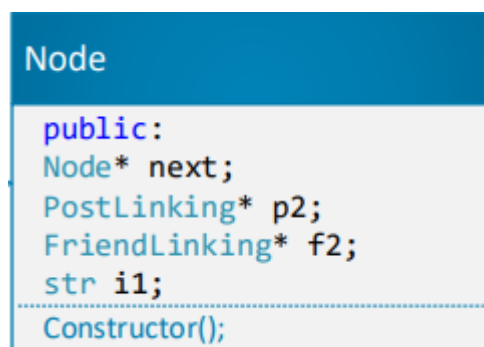 Node
public:
Node* next;
PostLinking* p2;
FriendLinking* f2;
str i1;
Constructor();